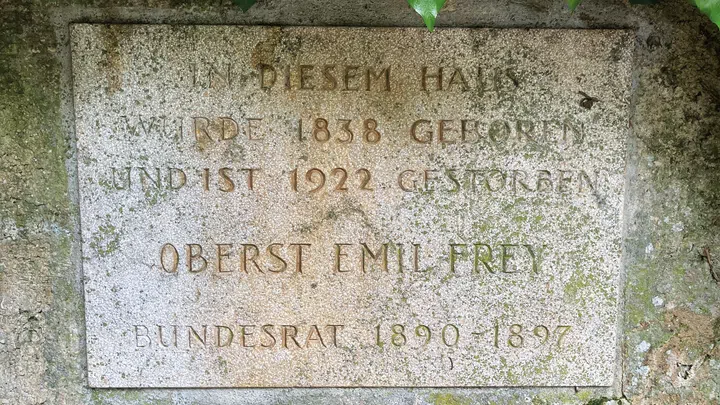 IN DIESEM HAUS
WURDE 1838 GEBOREN
UND IST 1922 GESTORBEN
OBERST EMIL FREY
BUNDESRAT 1890-1897